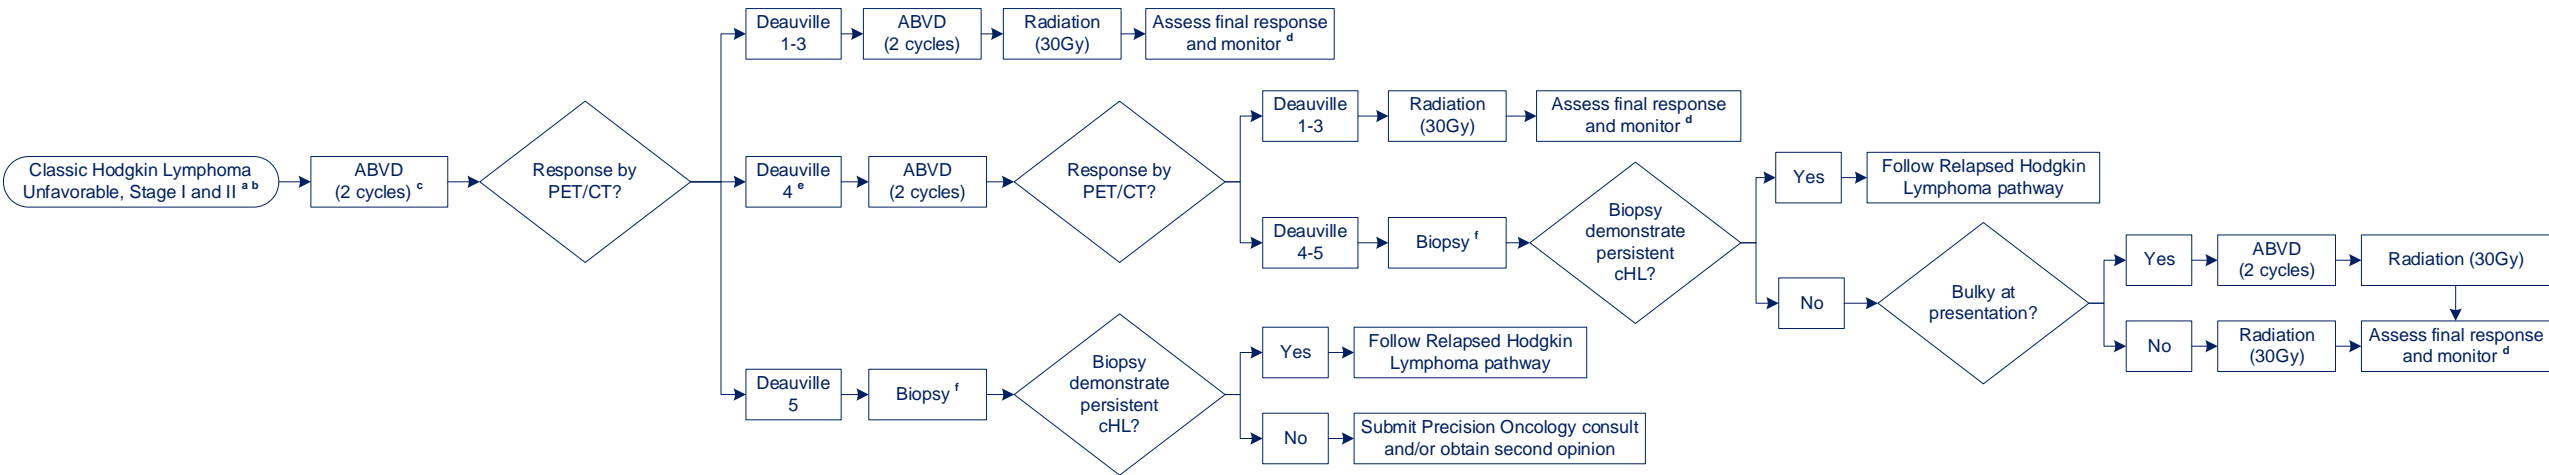 Classic Hodgkin Lymphoma
Unfavorable, Stage I and II a b
ABVD
(2 cycles) c
Response by
PET/CT?
Deauville
1-3
ABVD
(2 cycles)
Radiation
(30Gy)
Assess final response
and monitor d
Deauville
4 e
ABVD
(2 cycles)
Response by
PET/CT?
Deauville
1-3
Radiation
(30Gy)
Assess final response
and monitor d
Deauville
4-5
Biopsy f
Biopsy
demonstrate
persistent
cHL?
Yes
Follow Relapsed Hodgkin
Lymphoma pathway
No
Bulky at
presentation?
Yes
ABVD
(2 cycles)
Radiation (30Gy)
No
Radiation
(30Gy)
Assess final response
and monitor d
Deauville
5
Biopsy f
Biopsy
demonstrate
persistent
cHL?
Yes
Follow Relapsed Hodgkin
Lymphoma pathway
No
Submit Precision Oncology consult
and/or obtain second opinion